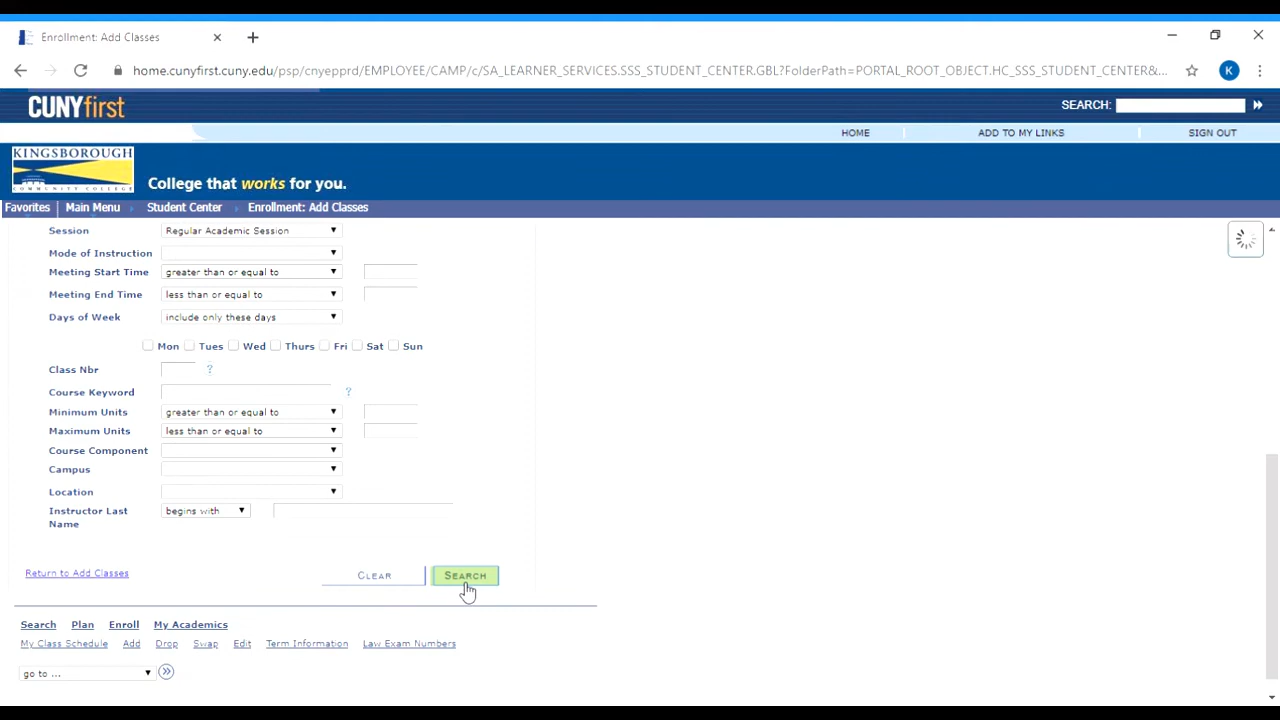 Enrollment: Add Classes
home.cunyfirst.cuny.edu/psp/cnyepprd/EMPLOYEE/CAMP/c/SA_LEARNER_SERVICES.SSS_STUDENT_CENTER.GBL?FolderPath=PORTAL_ROOT_OBJECT.HC_SSS_STUDENT_CENTER&... K
CUNYfirst SEARCH:
HOME ADD TO MY LINKS SIGN OUT
KINGSBOROUGH
COMMUNITY COLLEGE
College that works for you.
Favorites Main Menu Student Center Enrollment: Add Classes
Session Regular Academic Session
Mode of Instruction
Meeting Start Time greater than or equal to
Meeting End Time less than or equal to
Days of Week include only these days
Mon Tues Wed Thurs Fri Sat Sun
Class Nbr ?
Course Keyword ?
Minimum Units greater than or equal to
Maximum Units less than or equal to
Course Component
Campus
Location
Instructor Last Name begins with
Return to Add Classes CLEAR SEARCH
Search Plan Enroll My Academics
My Class Schedule Add Drop Swap Edit Term Information Law Exam Numbers
go to ...